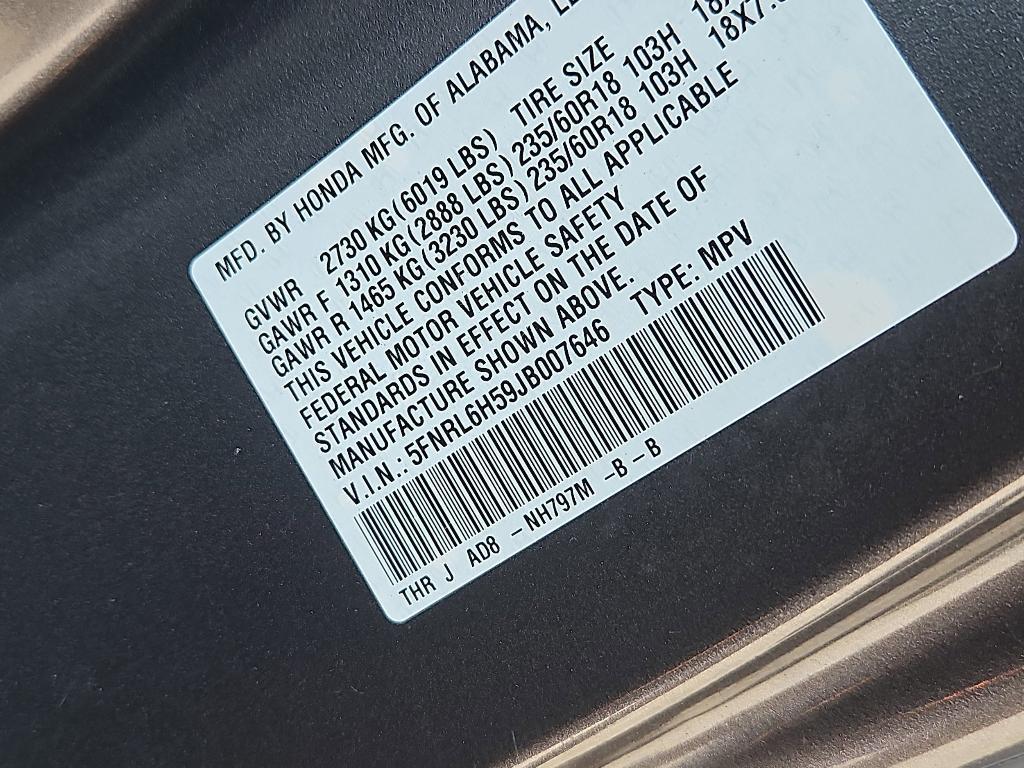 MFD. BY HONDA MFG. OF ALABAMA,
GVWR 2730 KG(6019 LBS) TIRE SIZE
GAWR F 1310 KG(2888 LBS) 235/60R18 103H
GAWR R 1465 KG(3230 LBS) 235/60R18 103H
THIS VEHICLE CONFORMS TO ALL APPLICABLE
FEDERAL MOTOR VEHICLE SAFETY
STANDARDS IN EFFECT ON THE DATE OF
MANUFACTURE SHOWN ABOVE.
V.I.N.: 5FNRL6H59JB007646 TYPE: MPV
THR J AD8 -NH797M -B-B